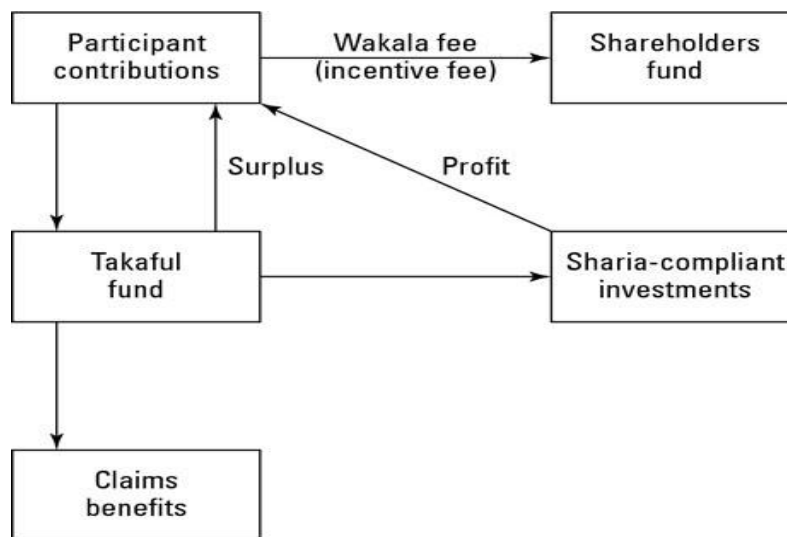 Participant
contributions
Wakala fee
(incentive fee)
Shareholders
fund
Surplus
Profit
Takaful
fund
Sharia-compliant
investments
Claims
benefits